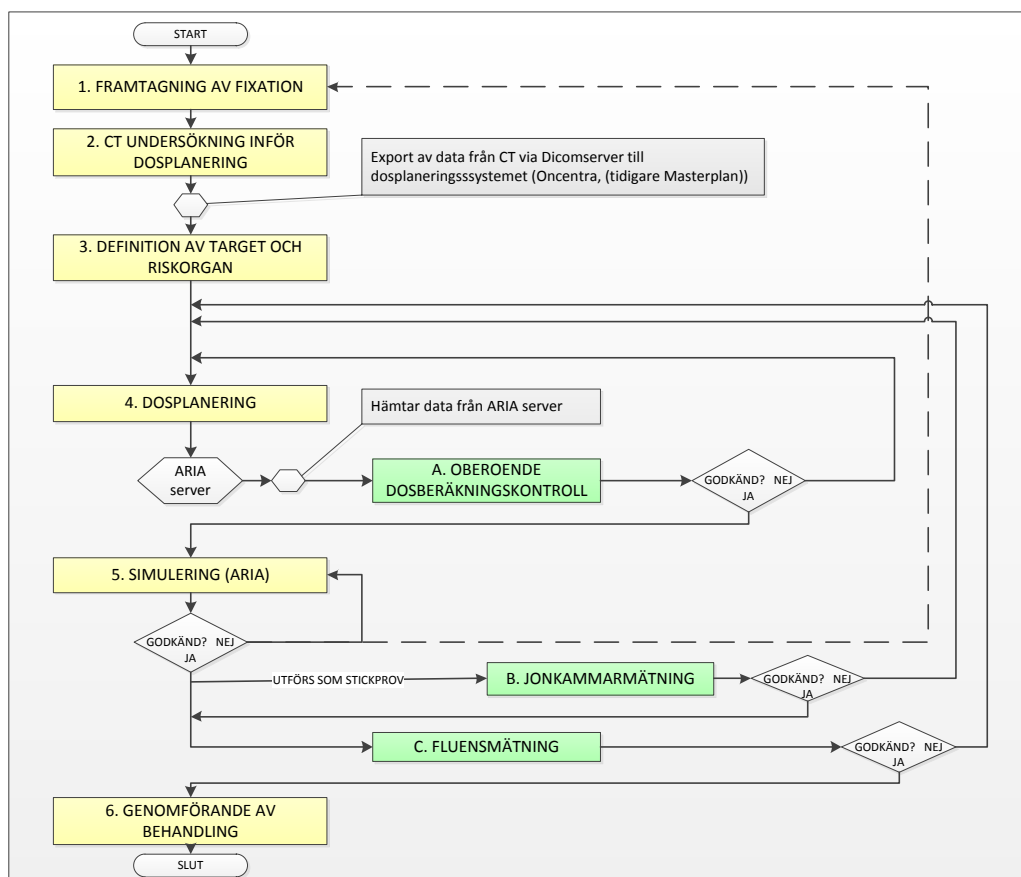 START
1. FRAMTAGNING AV FIXATION
2. CT UNDERSÖKNING INFÖR
DOSPLANERING
Export av data från CT via Dicomserver till
dosplaneringsssystemet (Oncentra, (tidigare Masterplan))
3. DEFINITION AV TARGET OCH
RISKORGAN
4. DOSPLANERING
Hämtar data från ARIA server
ARIA
server
A. OBEROENDE
DOSBERÄKNINGSKONTROLL
GODKÄND? NEJ
JA
5. SIMULERING (ARIA)
GODKÄND? NEJ
JA
UTFÖRS SOM STICKPROV
B. JONKAMMARMÄTNING
GODKÄND? NEJ
JA
C. FLUENSMÄTNING
GODKÄND? NEJ
JA
6. GENOMFÖRANDE AV
BEHANDLING
SLUT